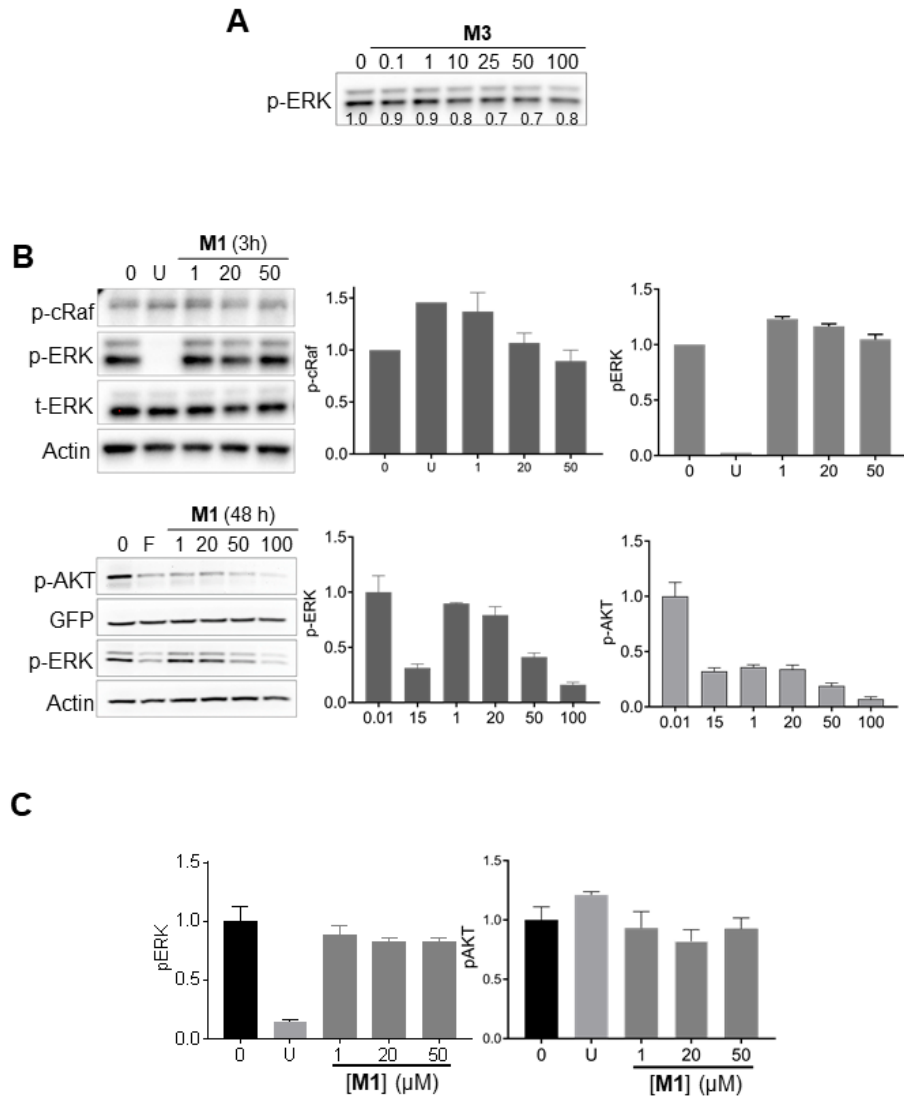 A
M3
0 0.1 1 10 25 50 100
p-ERK
1.0 0.9 0.9 0.8 0.7 0.7 0.8
B
M1 (3h)
0 U 1 20 50
p-cRaf
p-ERK
t-ERK
Actin
p-cRaf
1.5
1.0
0.5
0.0
0 U 1 20 50
pERK
1.5
1.0
0.5
0.0
0 U 1 20 50
M1 (48 h)
0 F 1 20 50 100
p-AKT
GFP
p-ERK
Actin
p-ERK
1.5
1.0
0.5
0.0
0.01 15 1 20 50 100
p-AKT
1.5
1.0
0.5
0.0
0.01 15 1 20 50 100
C
pERK
1.5
1.0
0.5
0.0
0 U 1 20 50
[M1] (µM)
pAKT
1.5
1.0
0.5
0.0
0 U 1 20 50
[M1] (µM)